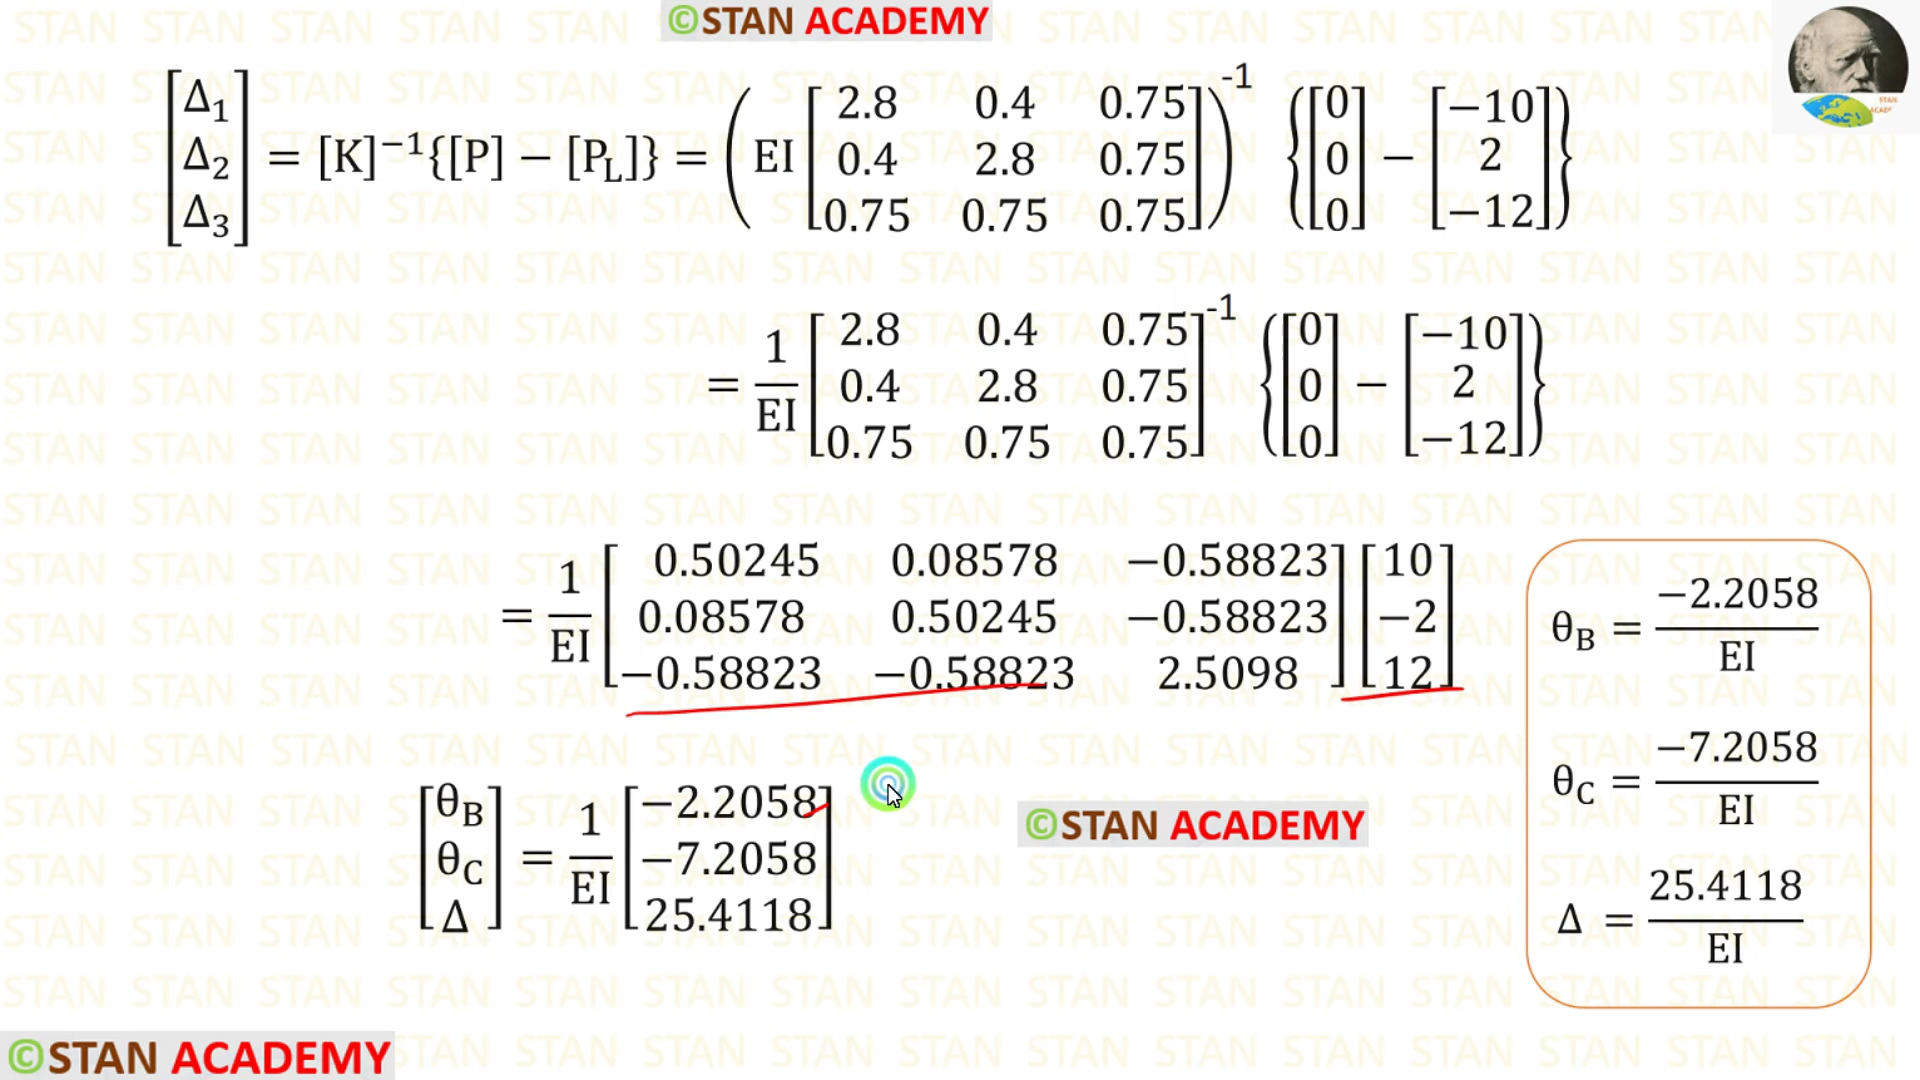 ©STAN ACADEMY
[Δ₁ Δ₂ Δ₃] = [K]⁻¹{[P] − [P_L]} = (EI [2.8 0.4 0.75; 0.4 2.8 0.75; 0.75 0.75 0.75])⁻¹ {[0; 0; 0] − [−10; 2; −12]}
= 1/EI [2.8 0.4 0.75; 0.4 2.8 0.75; 0.75 0.75 0.75]⁻¹ {[0; 0; 0] − [−10; 2; −12]}
= 1/EI [0.50245 0.08578 −0.58823; 0.08578 0.50245 −0.58823; −0.58823 −0.58823 2.5098] [10; −2; 12]
[θB; θC; Δ] = 1/EI [−2.2058; −7.2058; 25.4118]
θB = −2.2058/EI
θC = −7.2058/EI
Δ = 25.4118/EI
©STAN ACADEMY
©STAN ACADEMY
STAN